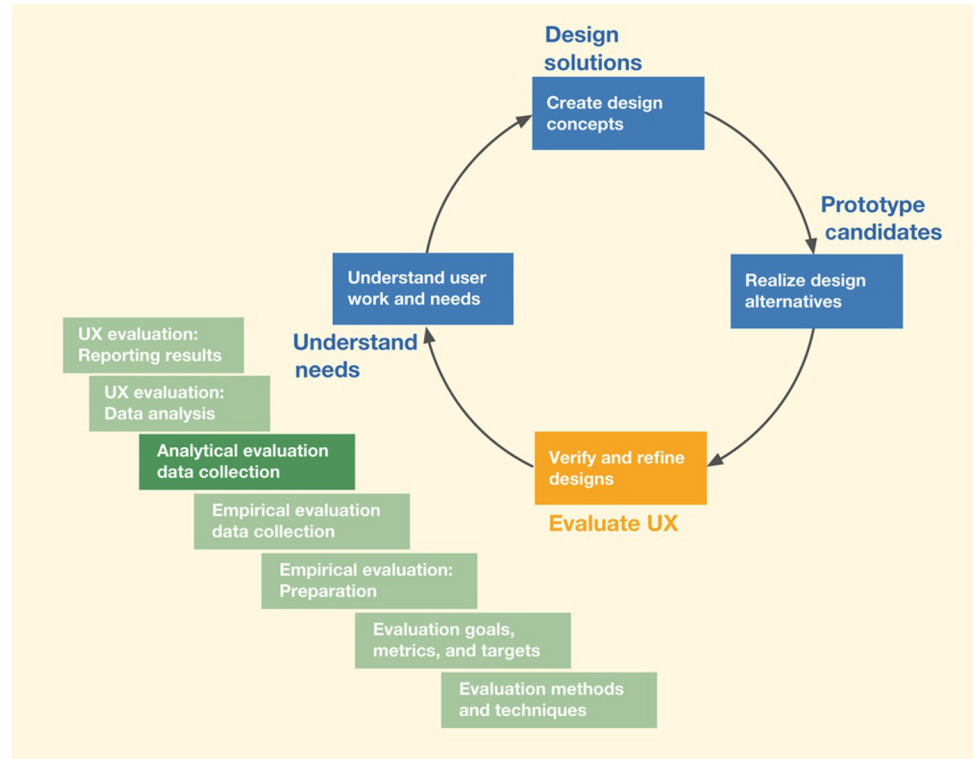 Design
solutions
Create design
concepts
Prototype
candidates
Realize design
alternatives
Understand user
work and needs
Understand
needs
Verify and refine
designs
Evaluate UX
UX evaluation:
Reporting results
UX evaluation:
Data analysis
Analytical evaluation
data collection
Empirical evaluation
data collection
Empirical evaluation:
Preparation
Evaluation goals,
metrics, and targets
Evaluation methods
and techniques